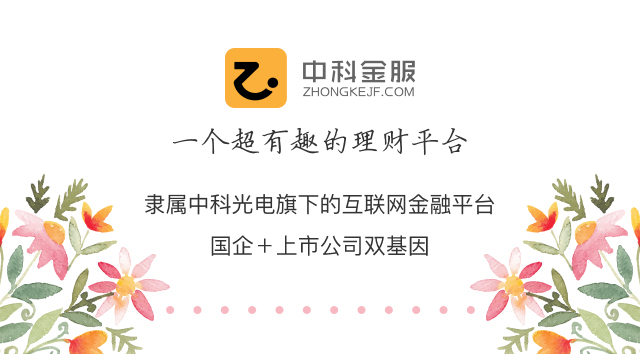 中科金服
ZHONGKEJF.COM
一个超有趣的理财平台
隶属中科光电旗下的互联网金融平台
国企+上市公司双基因